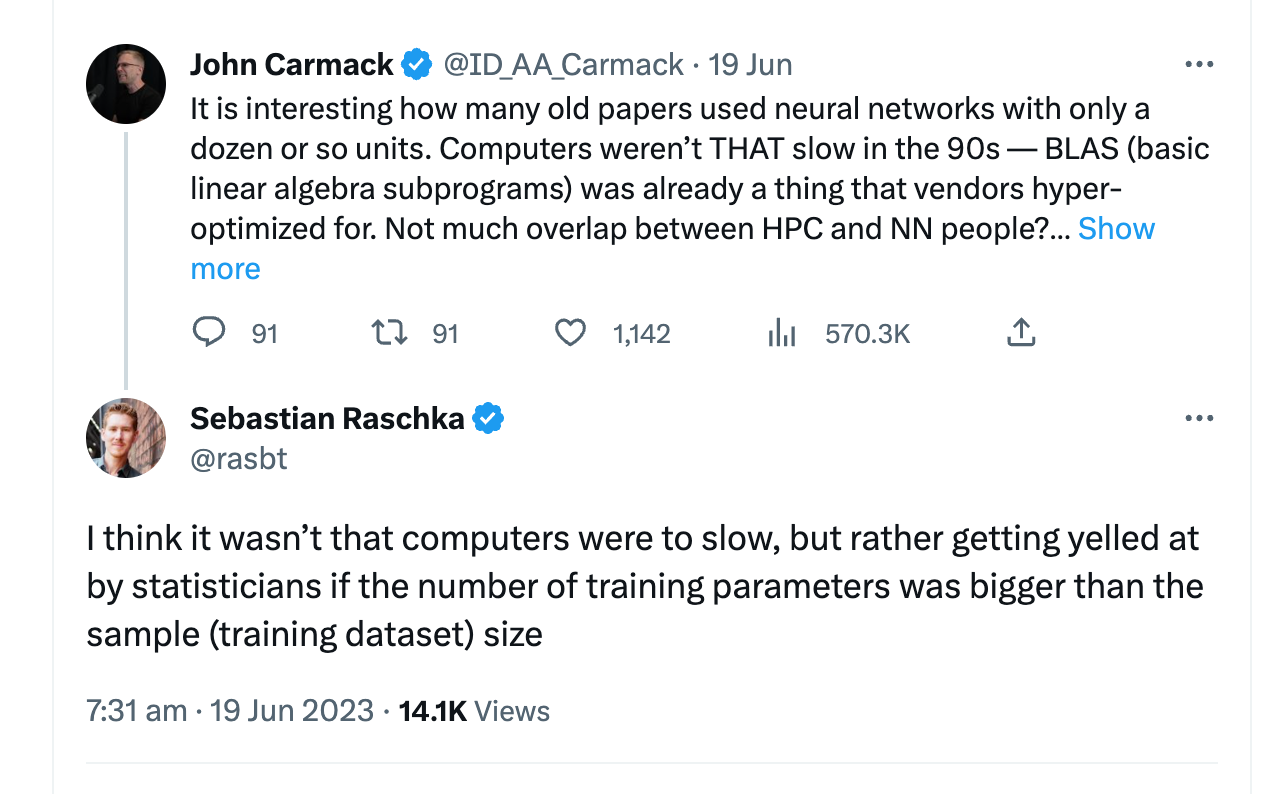 John Carmack @ID_AA_Carmack · 19 Jun
It is interesting how many old papers used neural networks with only a
dozen or so units. Computers weren’t THAT slow in the 90s — BLAS (basic
linear algebra subprograms) was already a thing that vendors hyper-
optimized for. Not much overlap between HPC and NN people?... Show
more
91 91 1,142 570.3K
Sebastian Raschka
@rasbt
I think it wasn’t that computers were to slow, but rather getting yelled at
by statisticians if the number of training parameters was bigger than the
sample (training dataset) size
7:31 am · 19 Jun 2023 · 14.1K Views